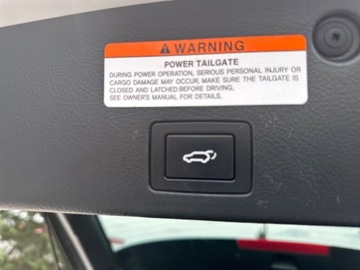 WARNING
POWER TAILGATE
DURING POWER OPERATION, SERIOUS PERSONAL INJURY OR
CARGO DAMAGE MAY OCCUR. MAKE SURE THE TAILGATE IS
CLOSED AND LATCHED BEFORE DRIVING.
SEE OWNER'S MANUAL FOR DETAILS.